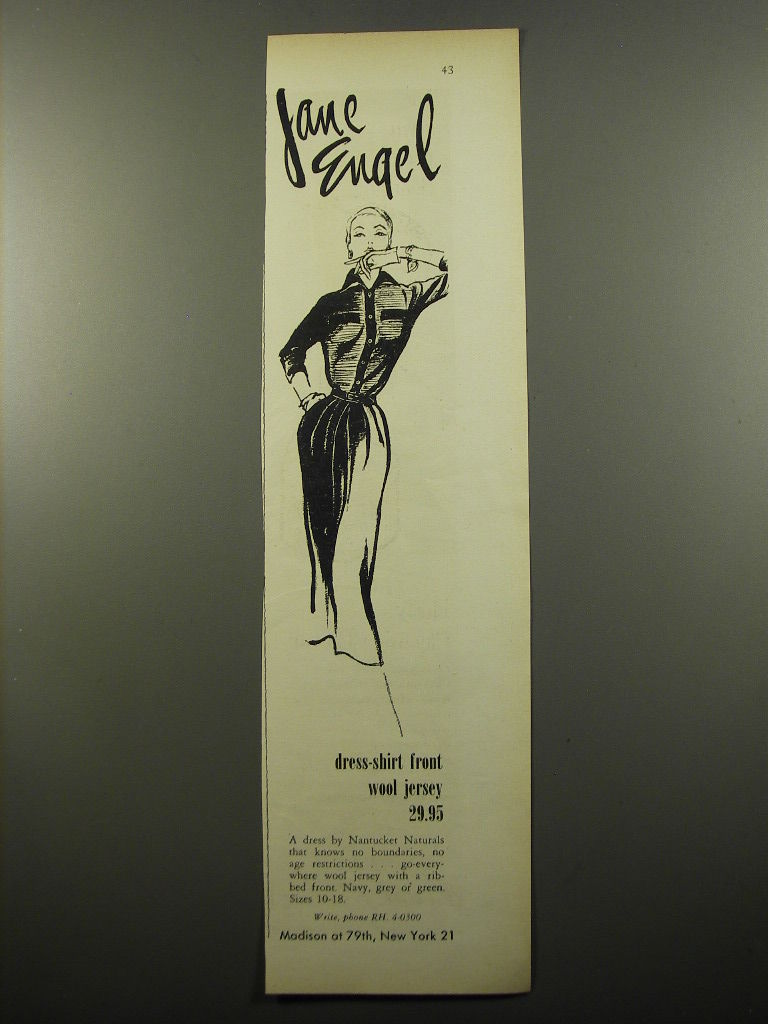 43
Jane
Engel
dress-shirt front
wool jersey
29.95
A dress by Nantucket Naturals
that knows no boundaries, no
age restrictions . . . go-every-
where wool jersey with a rib-
bed front. Navy, grey or green.
Sizes 10-18.
Write, phone RH. 4-0300
Madison at 79th, New York 21